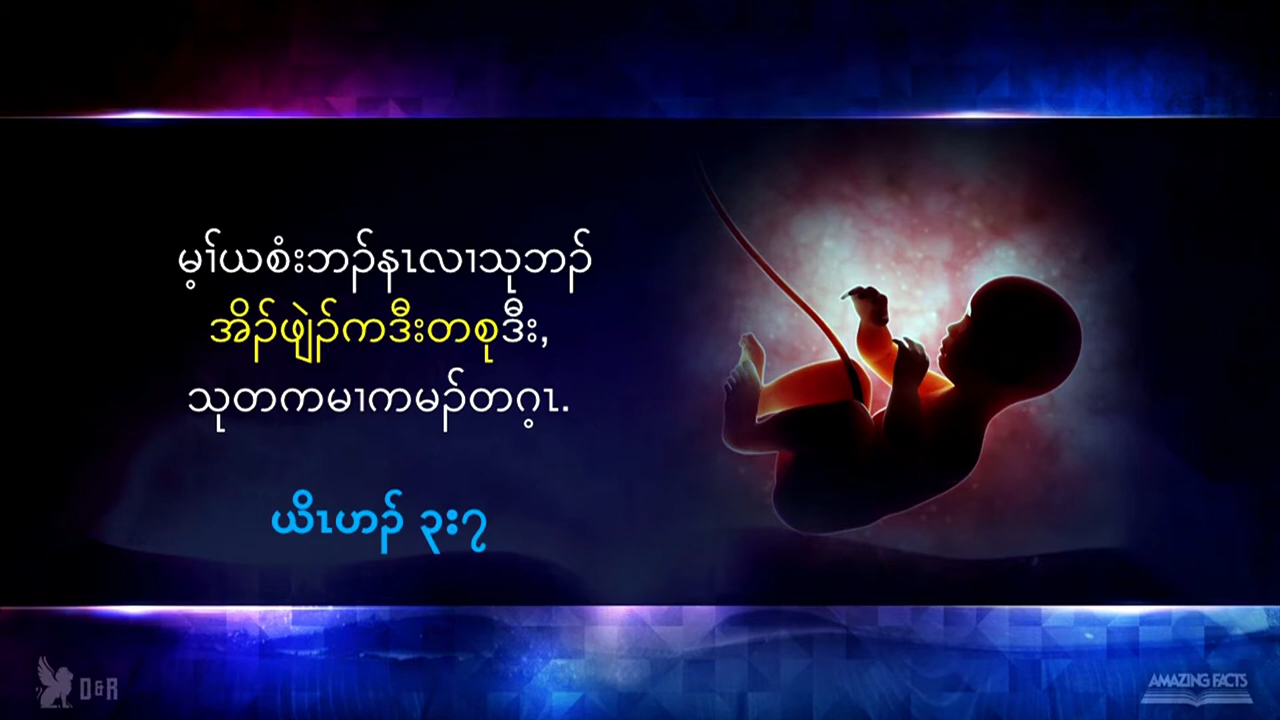 မ့ၢ်ယစံးဘၣ်နၤလၢသုဘၣ်
အိၣ်ဖျဲၣ်ကဒီးတစုဒီး,
သုတကမၢကမၣ်တဂ့ၤ.
ယိၤဟၣ် ၃း၇
D&R
AMAZING FACTS